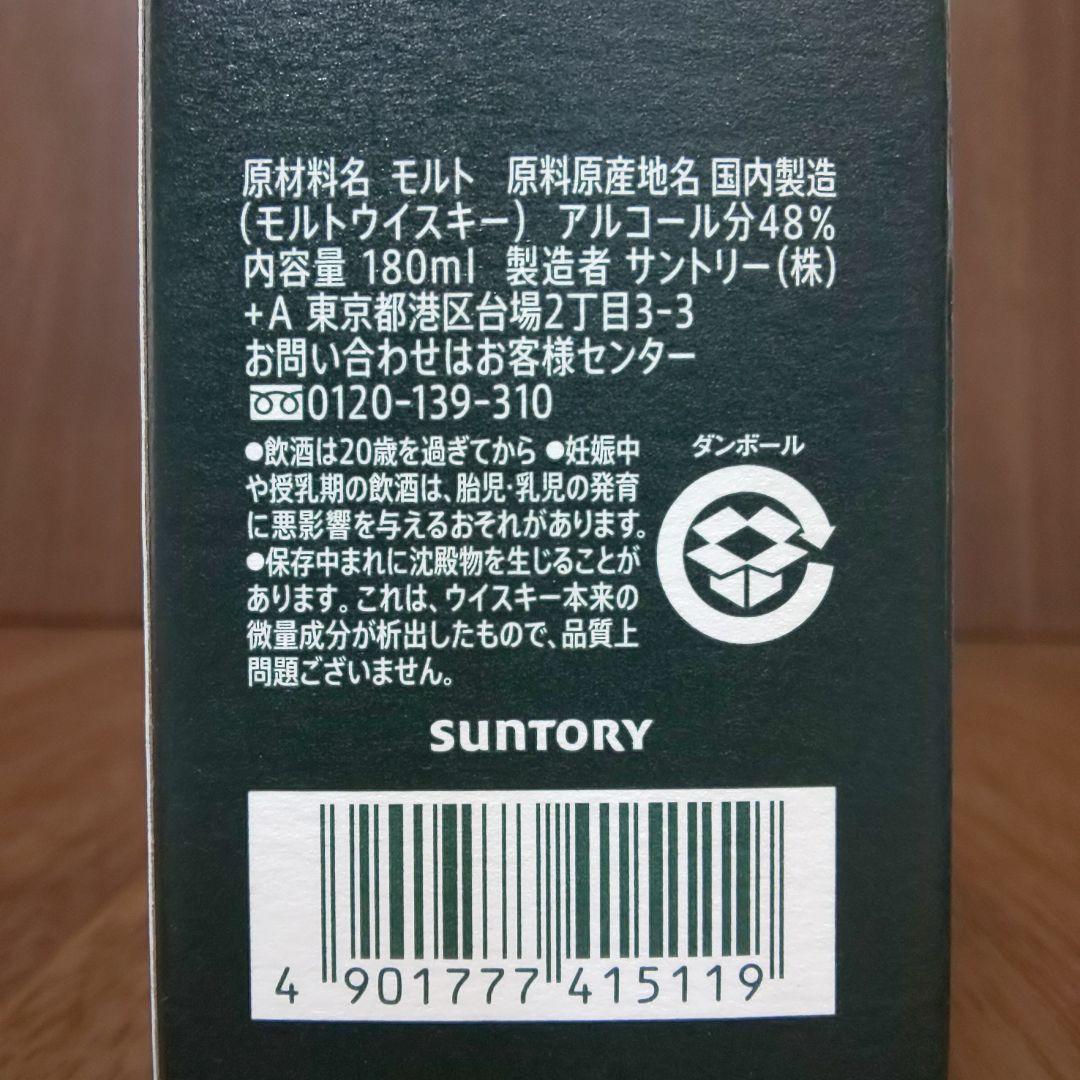 原材料名 モルト 原料原産地名 国内製造
(モルトウイスキー) アルコール分48%
内容量 180ml 製造者 サントリー(株)
+A 東京都港区台場2丁目3-3
お問い合わせはお客様センター
0120-139-310
●飲酒は20歳を過ぎてから ●妊娠中
や授乳期の飲酒は、胎児・乳児の発育
に悪影響を与えるおそれがあります。
●保存中まれに沈殿物を生じることが
あります。これは、ウイスキー本来の
微量成分が析出したもので、品質上
問題ございません。
ダンボール
SUNTORY
4 901777 415119